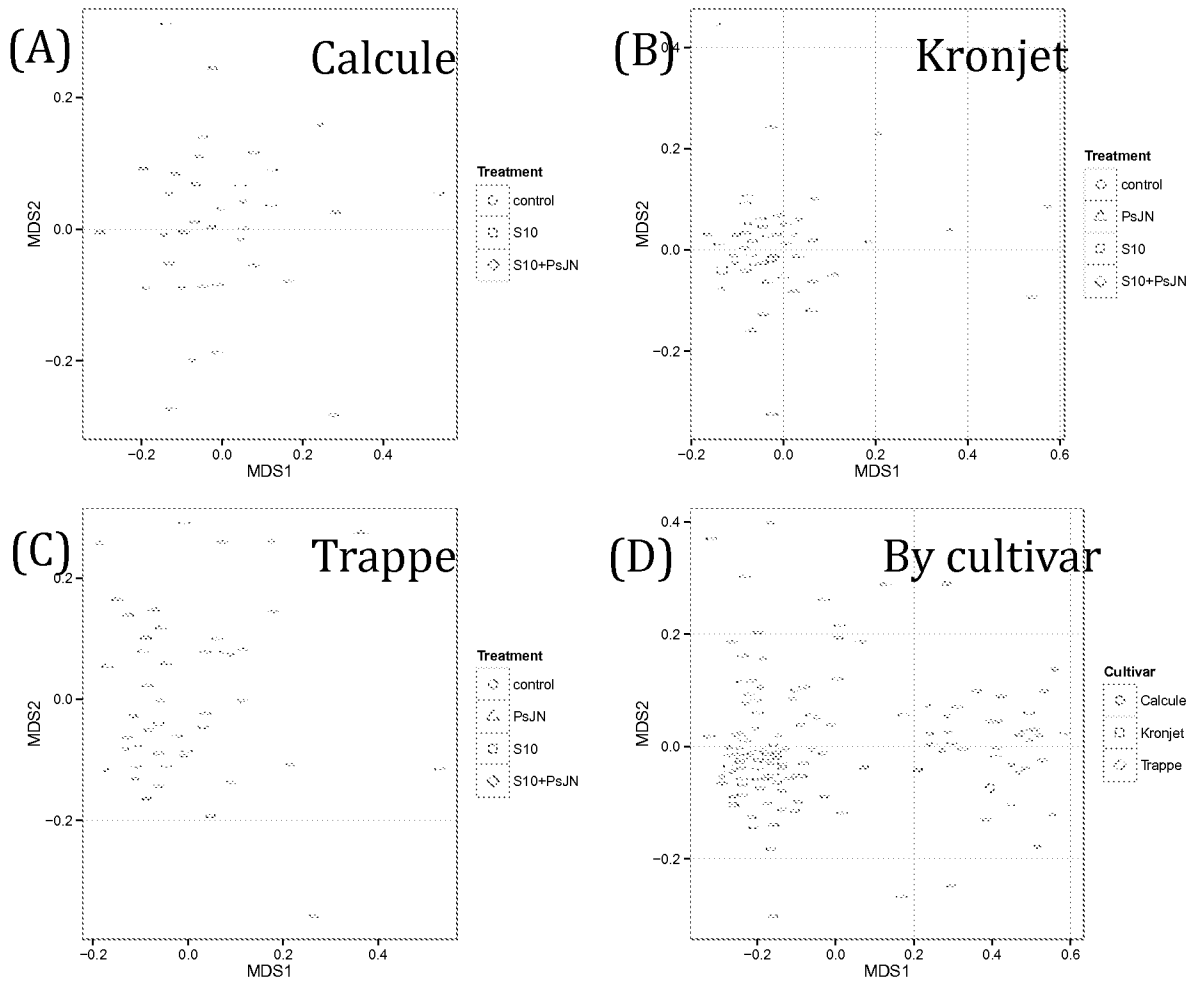 (A)
Calcule
0.2
0.0
−0.2
MDS2
−0.2 0.0 0.2 0.4
MDS1
Treatment
control
S10
S10+PsJN
(B)
Kronjet
0.4
0.2
0.0
−0.2
MDS2
−0.2 0.0 0.2 0.4 0.6
MDS1
Treatment
control
PsJN
S10
S10+PsJN
(C)
Trappe
0.2
0.0
−0.2
MDS2
−0.2 0.0 0.2 0.4
MDS1
Treatment
control
PsJN
S10
S10+PsJN
(D)
By cultivar
0.4
0.2
0.0
−0.2
MDS2
−0.2 0.0 0.2 0.4 0.6
MDS1
Cultivar
Calcule
Kronjet
Trappe